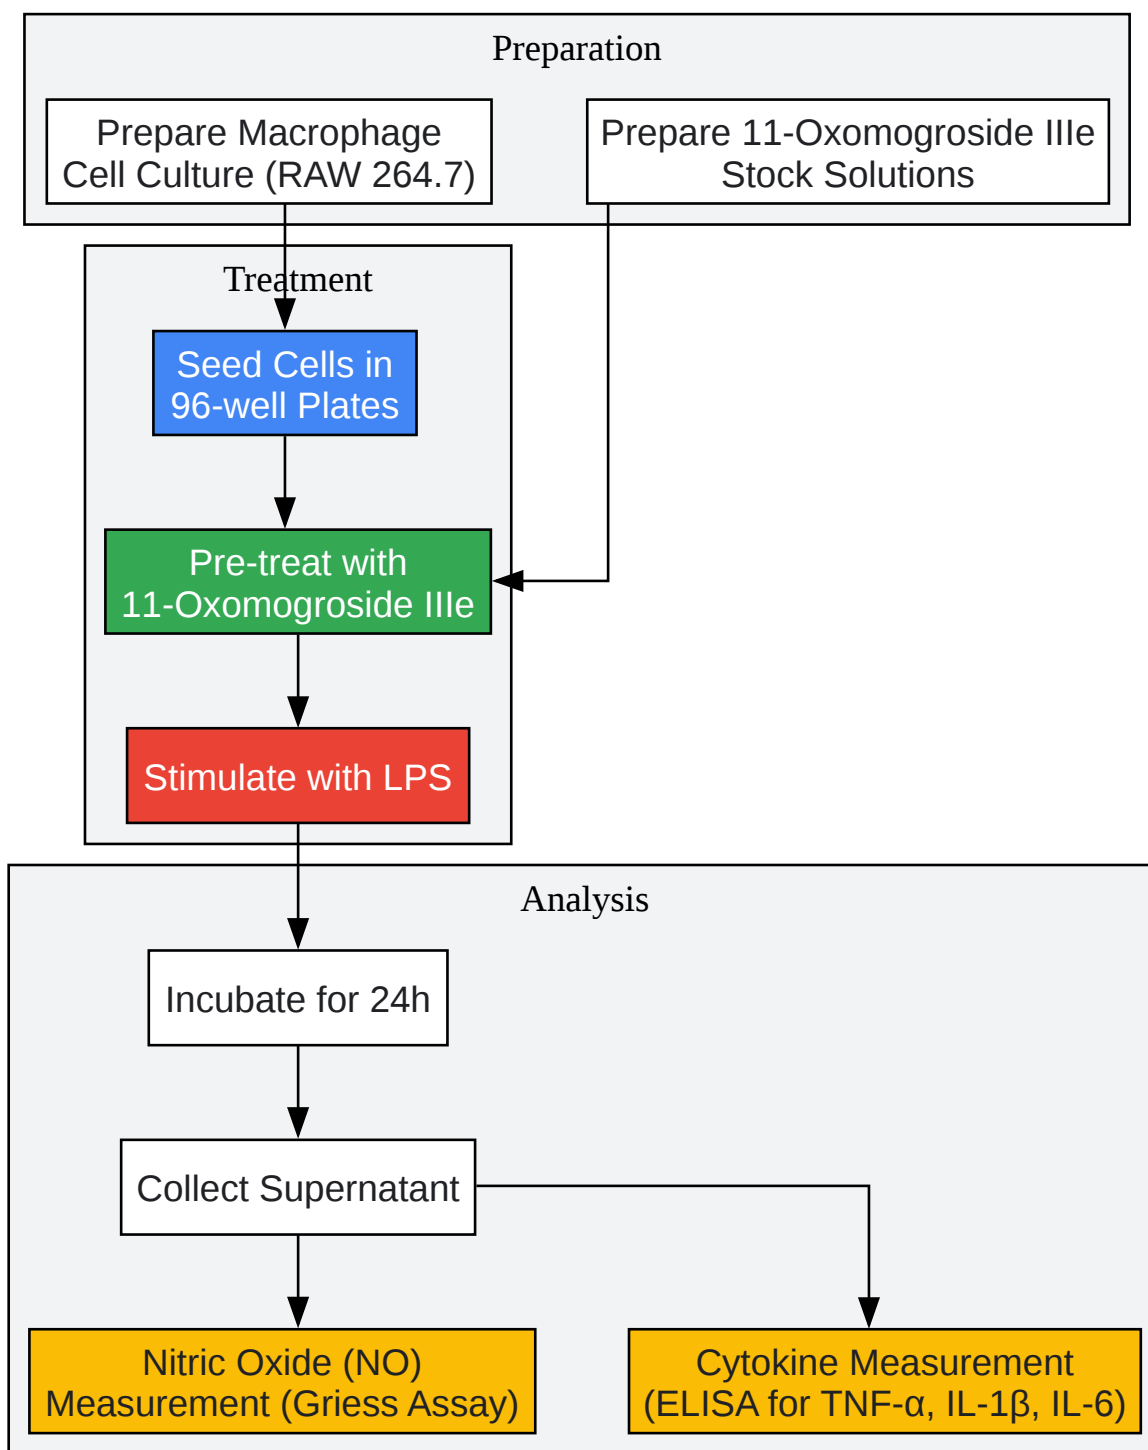 Preparation
Prepare Macrophage
Cell Culture (RAW 264.7)
Prepare 11-Oxomogroside IIIe
Stock Solutions
Treatment
Seed Cells in
96-well Plates
Pre-treat with
11-Oxomogroside IIIe
Stimulate with LPS
Analysis
Incubate for 24h
Collect Supernatant
Nitric Oxide (NO)
Measurement (Griess Assay)
Cytokine Measurement
(ELISA for TNF-α, IL-1β, IL-6)